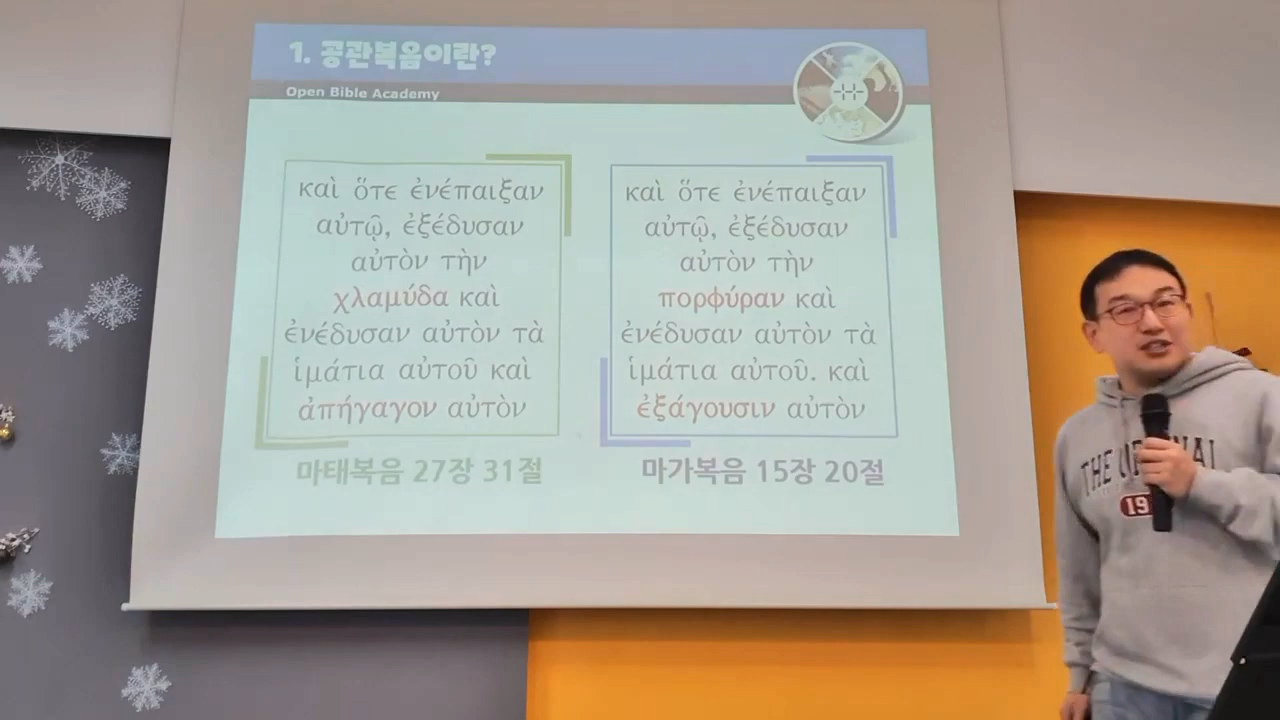 1. 공관복음이란?
Open Bible Academy
καὶ ὅτε ἐνέπαιξαν
αὐτῷ, ἐξέδυσαν
αὐτὸν τὴν
χλαμύδα καὶ
ἐνέδυσαν αὐτὸν τὰ
ἱμάτια αὐτοῦ καὶ
ἀπήγαγον αὐτὸν
마태복음 27장 31절
καὶ ὅτε ἐνέπαιξαν
αὐτῷ, ἐξέδυσαν
αὐτὸν τὴν
πορφύραν καὶ
ἐνέδυσαν αὐτὸν τὰ
ἱμάτια αὐτοῦ. καὶ
ἐξάγουσιν αὐτὸν
마가복음 15장 20절
THE
19